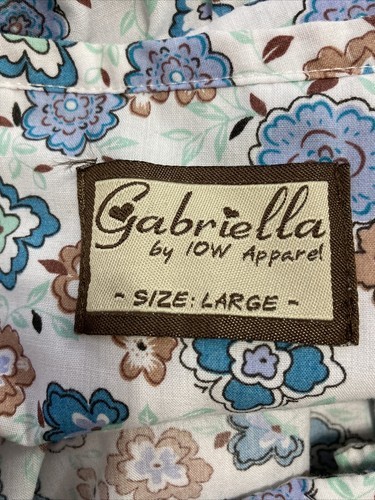 Gabriella
by IOW Apparel
- SIZE: LARGE -